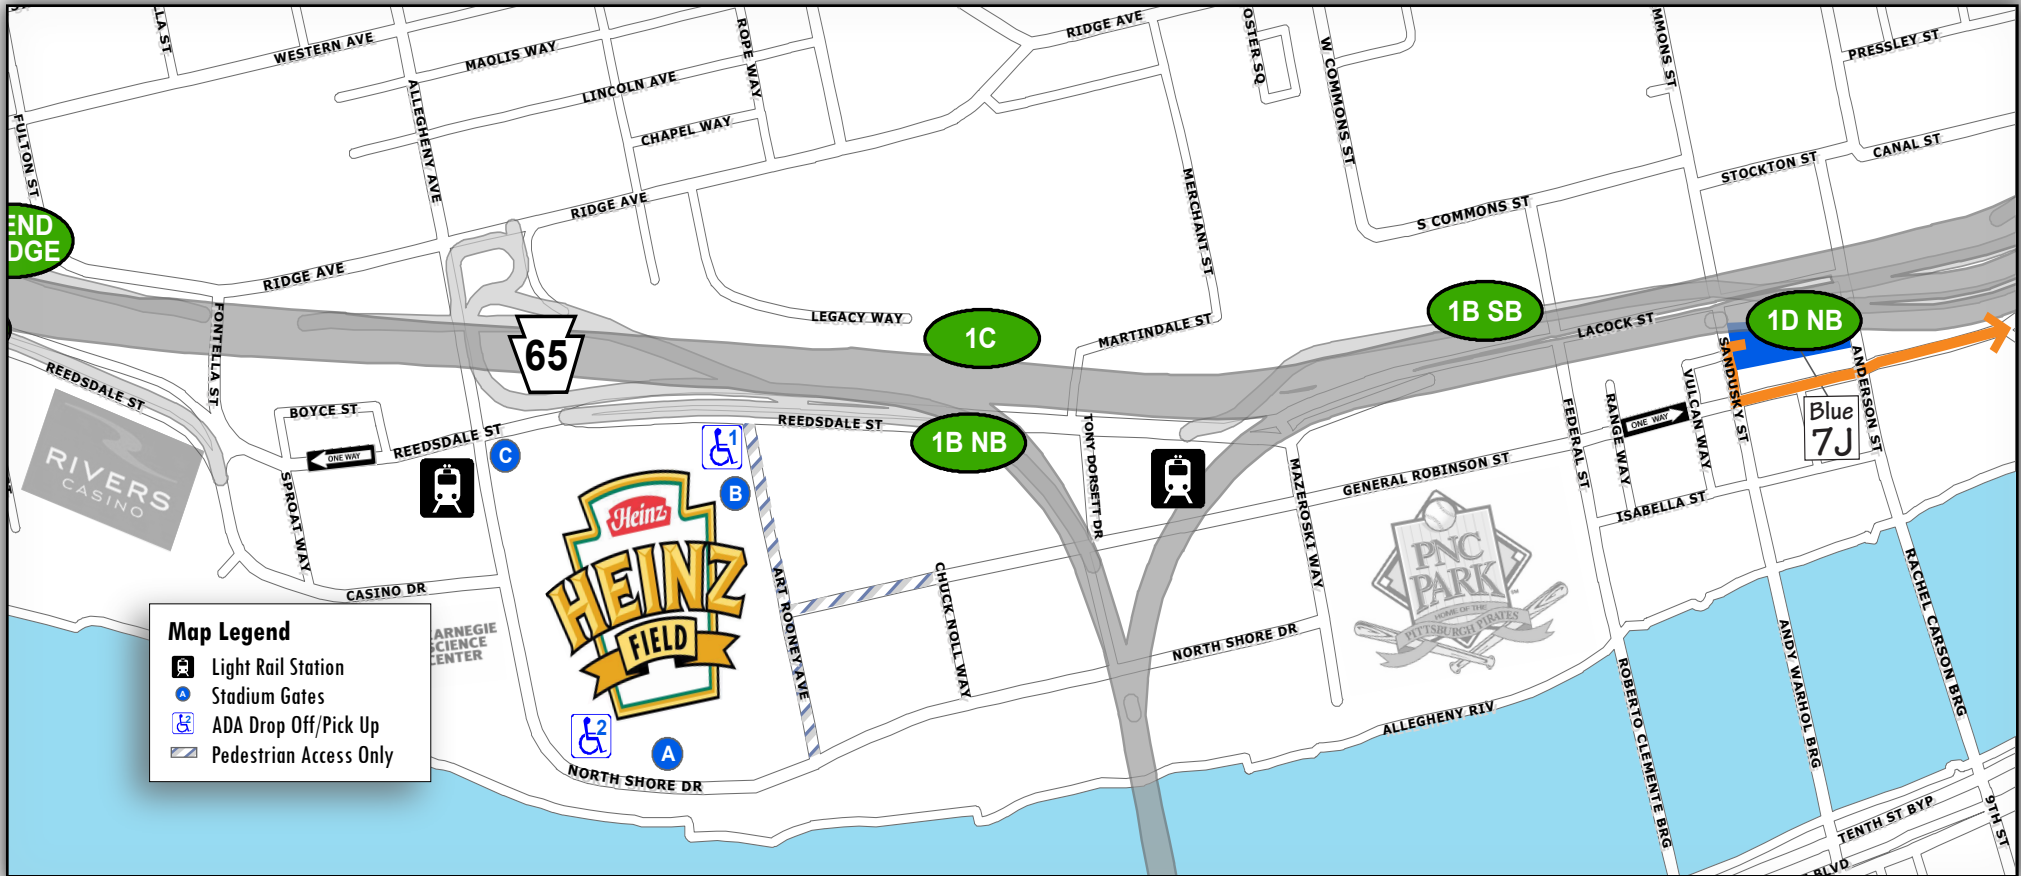 WESTERN AVE
MAOLIS WAY
LINCOLN AVE
CHAPEL WAY
ROPE WAY
RIDGE AVE
W COMMONS ST
PRESSLEY ST
ALLEGHENY AVE
FULTON ST
RIDGE AVE
MERCHANT ST
S COMMONS ST
STOCKTON ST
CANAL ST
END
DGE
RIDGE AVE
FONTELLA ST
65
LEGACY WAY
1C
MARTINDALE ST
1B SB
LACOCK ST
1D NB
SANDUSKY ST
ANDERSON ST
VULCAN WAY
RANGE WAY
FEDERAL ST
ONE WAY
Blue
7J
REEDSDALE ST
RIVERS
CASINO
BOYCE ST
ONE WAY
REEDSDALE ST
C
SPROAT WAY
REEDSDALE ST
1B NB
1
B
TONY DORSETT DR
GENERAL ROBINSON ST
MAZEROSKI WAY
ISABELLA ST
Heinz
HEINZ
FIELD
PNC
PARK
HOME OF THE
PITTSBURGH PIRATES
ART ROONEY AVE
CHUCK NOLL WAY
CASINO DR
ARNEGIE
SCIENCE
CENTER
NORTH SHORE DR
2
A
NORTH SHORE DR
ALLEGHENY RIV
ROBERTO CLEMENTE BRG
ANDY WARHOL BRG
RACHEL CARSON BRG
TENTH ST BYP
9TH ST
BLVD
Map Legend
Light Rail Station
A Stadium Gates
2 ADA Drop Off/Pick Up
Pedestrian Access Only